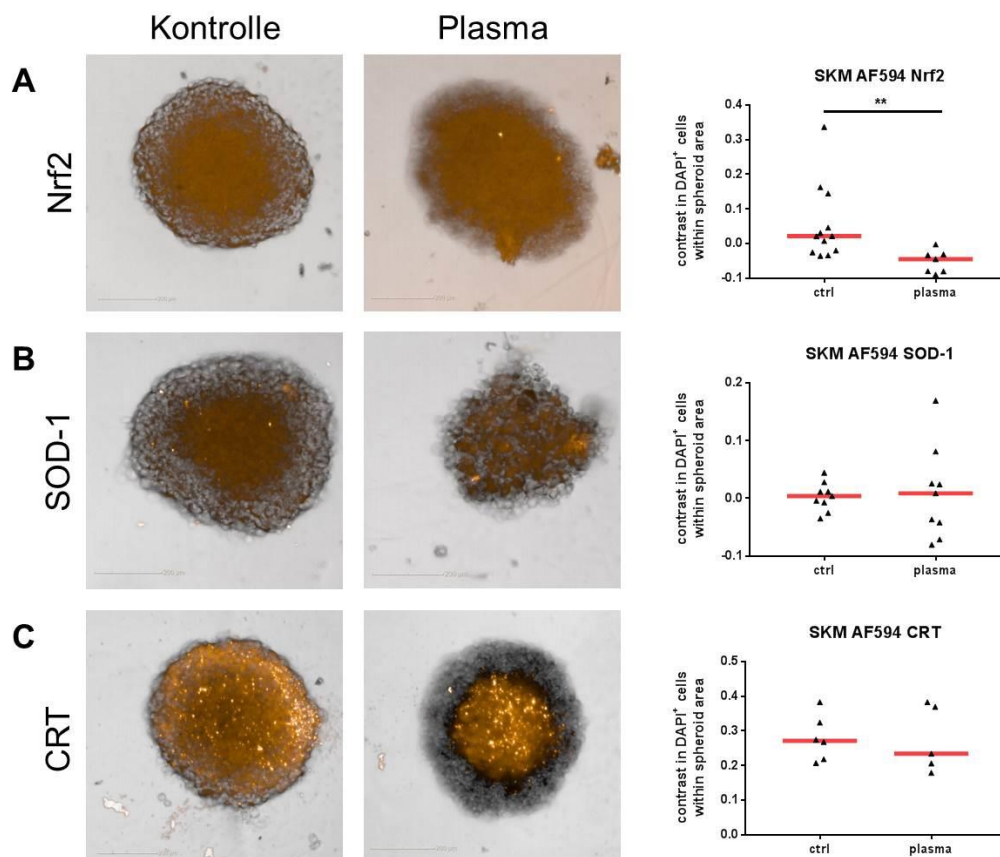 Kontrolle
Plasma
A
Nrf2
SKM AF594 Nrf2
**
contrast in DAPI⁺ cells
within spheroid area
0.4
0.3
0.2
0.1
0.0
-0.1
ctrl
plasma
B
SOD-1
SKM AF594 SOD-1
contrast in DAPI⁺ cells
within spheroid area
0.2
0.1
0.0
-0.1
ctrl
plasma
C
CRT
SKM AF594 CRT
contrast in DAPI⁺ cells
within spheroid area
0.5
0.4
0.3
0.2
0.1
0.0
ctrl
plasma